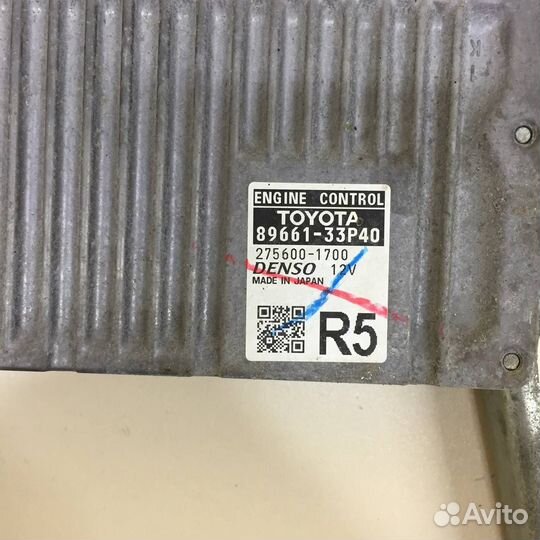 ENGINE CONTROL
TOYOTA
89661-33P40
275600-1700
DENSO 12V
MADE IN JAPAN
R5
Avito